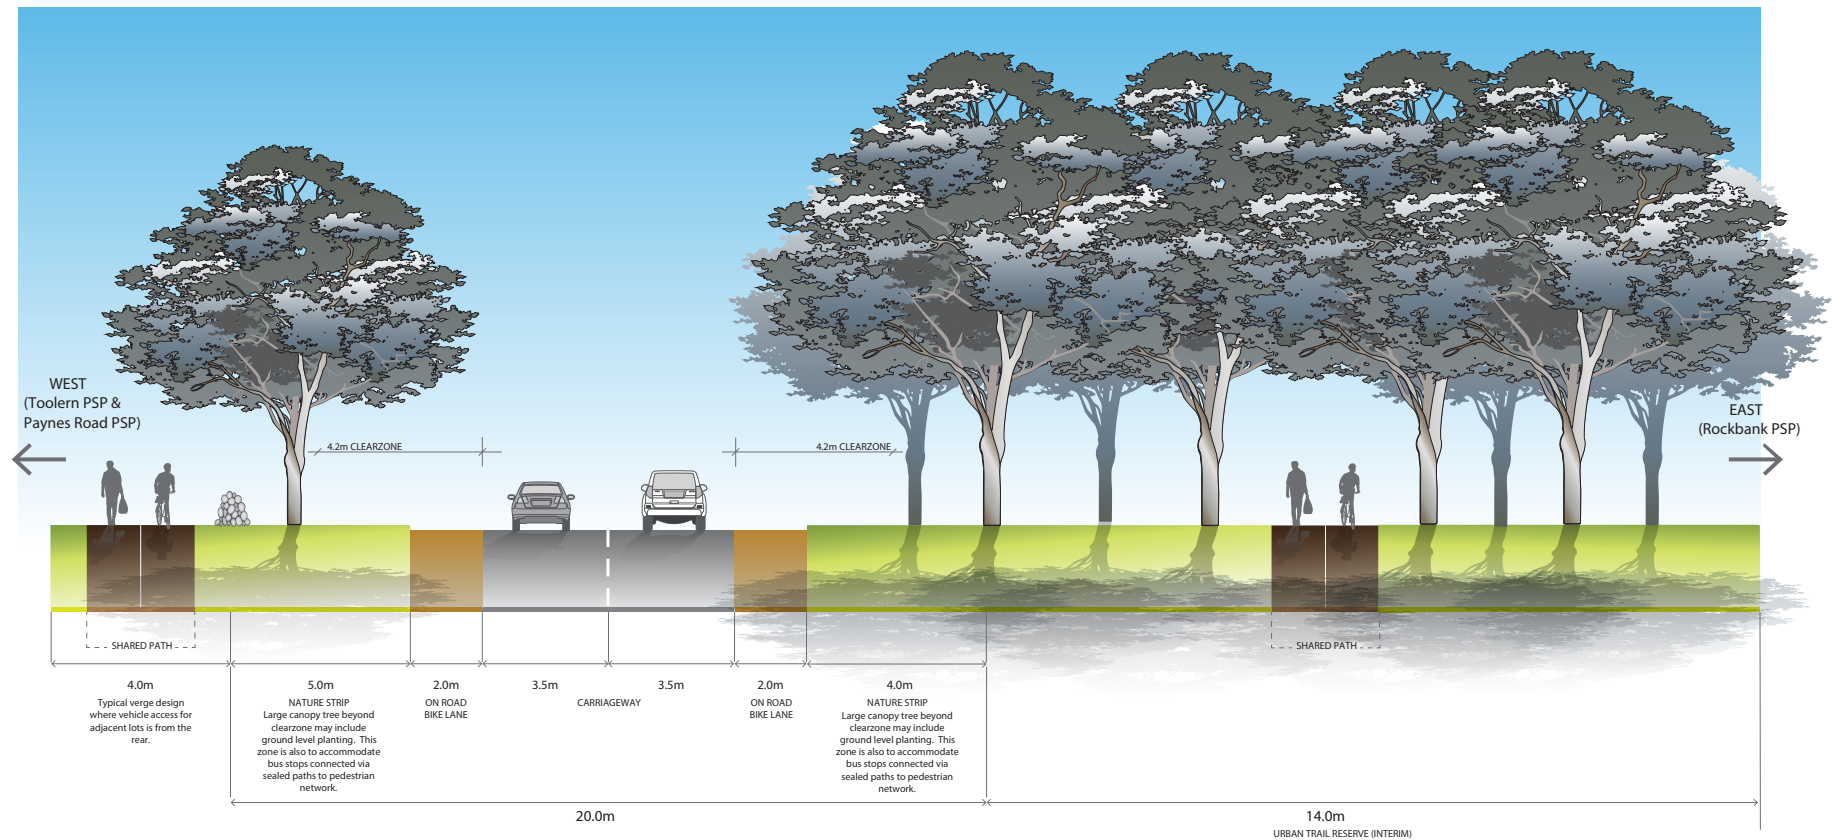 WEST
(Toolern PSP &
Paynes Road PSP)
4.2m CLEARZONE
4.2m CLEARZONE
EAST
(Rockbank PSP)
SHARED PATH
SHARED PATH
4.0m
Typical verge design
where vehicle access for
adjacent lots is from the
rear.
5.0m
NATURE STRIP
Large canopy tree beyond
clearzone may include
ground level planting. This
zone is also to accommodate
bus stops connected via
sealed paths to pedestrian
network.
2.0m
ON ROAD
BIKE LANE
3.5m
CARRIAGEWAY
3.5m
2.0m
ON ROAD
BIKE LANE
4.0m
NATURE STRIP
Large canopy tree beyond
clearzone may include
ground level planting. This
zone is also to accommodate
bus stops connected via
sealed paths to pedestrian
network.
20.0m
14.0m
URBAN TRAIL RESERVE (INTERIM)